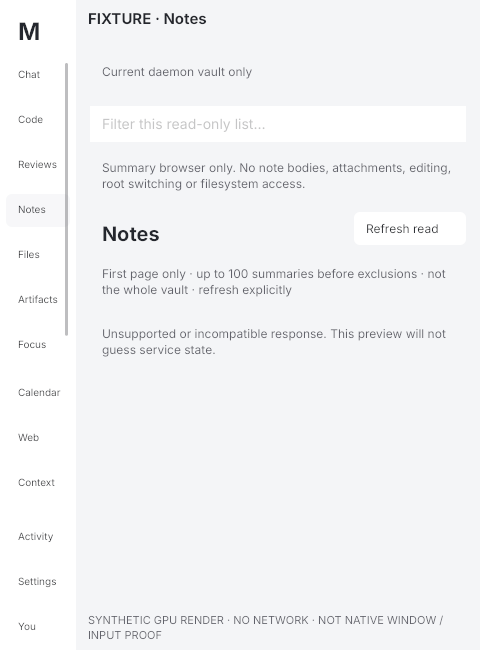 M
Chat
Code
Reviews
Notes
Files
Artifacts
Focus
Calendar
Web
Context
Activity
Settings
You
FIXTURE · Notes
Current daemon vault only
Filter this read-only list...
Summary browser only. No note bodies, attachments, editing,
root switching or filesystem access.
Notes
Refresh read
First page only · up to 100 summaries before exclusions · not
the whole vault · refresh explicitly
Unsupported or incompatible response. This preview will not
guess service state.
SYNTHETIC GPU RENDER · NO NETWORK · NOT NATIVE WINDOW /
INPUT PROOF